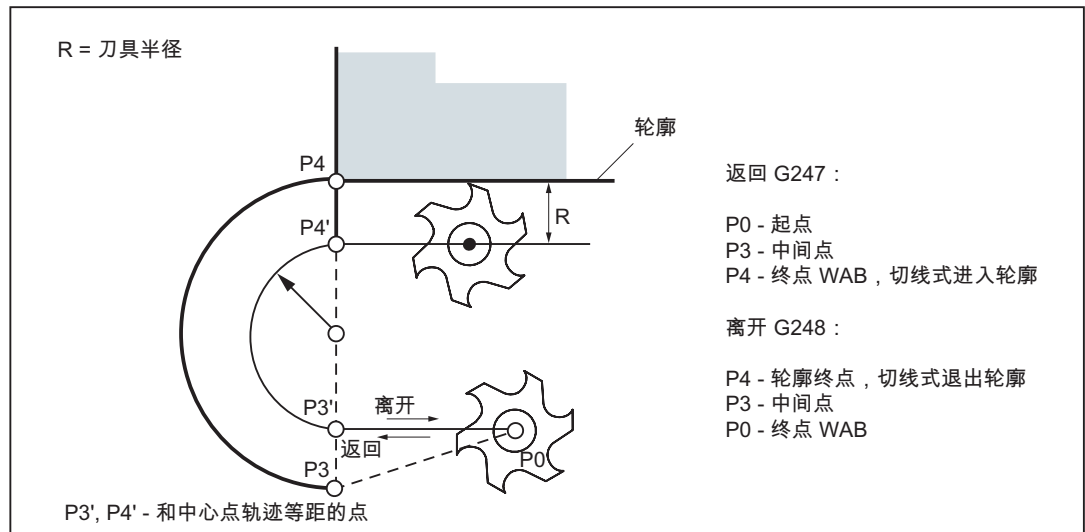 R = 刀具半径
轮廓
P4
R
P4'
离开
P3'
返回
P0
P3
P3', P4' - 和中心点轨迹等距的点
返回 G247：
P0 - 起点
P3 - 中间点
P4 - 终点 WAB，切线式进入轮廓
离开 G248：
P4 - 轮廓终点，切线式退出轮廓
P3 - 中间点
P0 - 终点 WAB